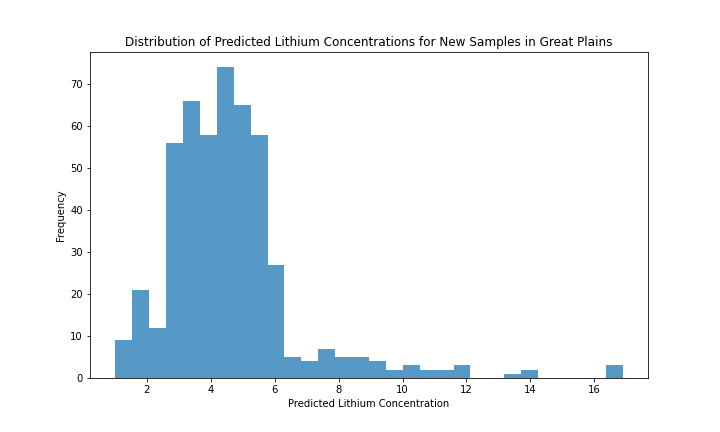 Distribution of Predicted Lithium Concentrations for New Samples in Great Plains
70
60
50
40
30
20
10
0
Frequency
2 4 6 8 10 12 14 16
Predicted Lithium Concentration